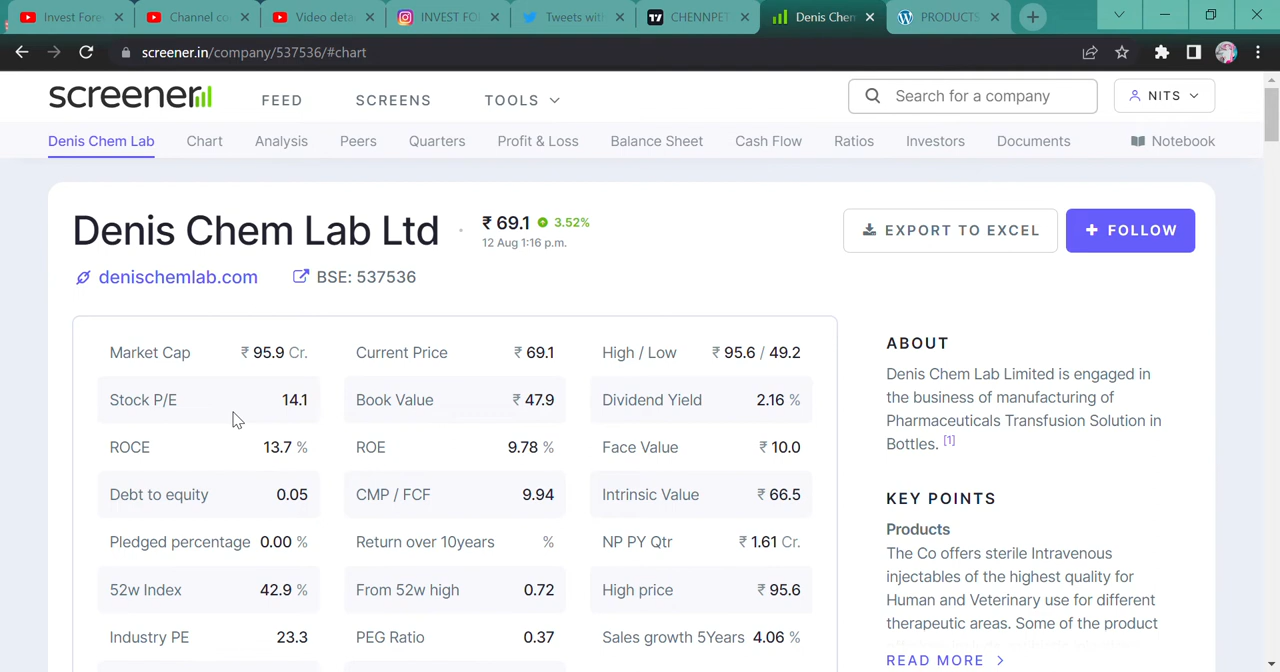 Invest Fore
Channel co
Video deta
INVEST FO
Tweets with
CHENNPET
Denis Chem
PRODUCTS
screener.in/company/537536/#chart
screener
FEED
SCREENS
TOOLS
Search for a company
NITS
Denis Chem Lab
Chart
Analysis
Peers
Quarters
Profit & Loss
Balance Sheet
Cash Flow
Ratios
Investors
Documents
Notebook
Denis Chem Lab Ltd
₹ 69.1 3.52%
12 Aug 1:16 p.m.
EXPORT TO EXCEL
FOLLOW
denischemlab.com
BSE: 537536
Market Cap ₹ 95.9 Cr.
Current Price ₹ 69.1
High / Low ₹ 95.6 / 49.2
Stock P/E 14.1
Book Value ₹ 47.9
Dividend Yield 2.16 %
ROCE 13.7 %
ROE 9.78 %
Face Value ₹ 10.0
Debt to equity 0.05
CMP / FCF 9.94
Intrinsic Value ₹ 66.5
Pledged percentage 0.00 %
Return over 10years %
NP PY Qtr ₹ 1.61 Cr.
52w Index 42.9 %
From 52w high 0.72
High price ₹ 95.6
Industry PE 23.3
PEG Ratio 0.37
Sales growth 5Years 4.06 %
ABOUT
Denis Chem Lab Limited is engaged in
the business of manufacturing of
Pharmaceuticals Transfusion Solution in
Bottles. [1]
KEY POINTS
Products
The Co offers sterile Intravenous
injectables of the highest quality for
Human and Veterinary use for different
therapeutic areas. Some of the product
READ MORE